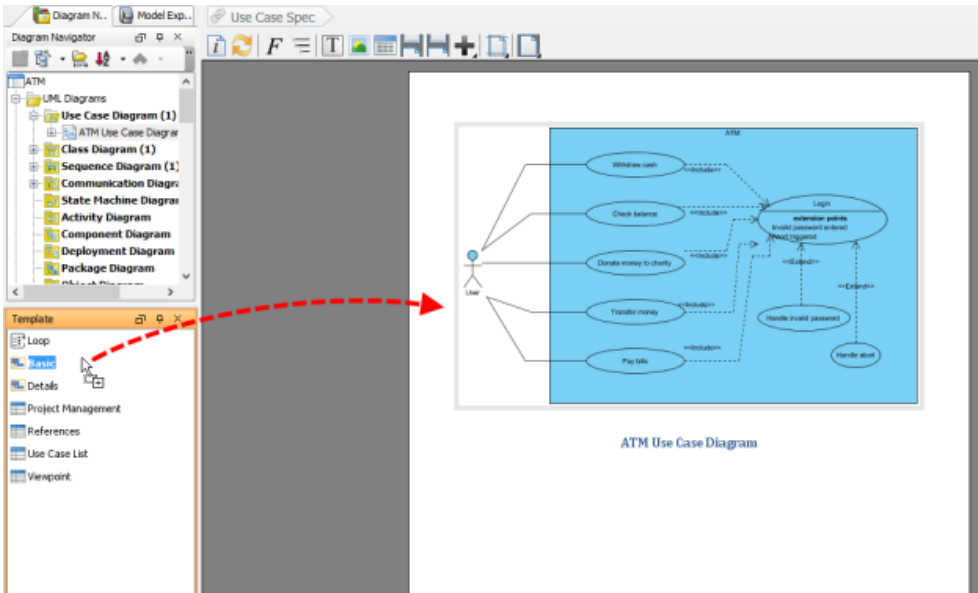 Diagram N...
Model Exp...
Use Case Spec
Diagram Navigator
ATM
UML Diagrams
Use Case Diagram (1)
ATM Use Case Diagrar
Class Diagram (1)
Sequence Diagram (1)
Communication Diagra
State Machine Diagrar
Activity Diagram
Component Diagram
Deployment Diagram
Package Diagram
Template
Loop
Basic
Details
Project Management
References
Use Case List
Viewpoint
ATM
Withdraw cash
<<Include>>
Check balance
<<Include>>
Login
extension points
Invalid password entered
Abort triggered
Donate money to charity
<<Include>>
<<Extend>>
User
<<Extend>>
Transfer money
<<Include>>
Handle invalid password
Pay bills
<<Include>>
Handle abort
ATM Use Case Diagram